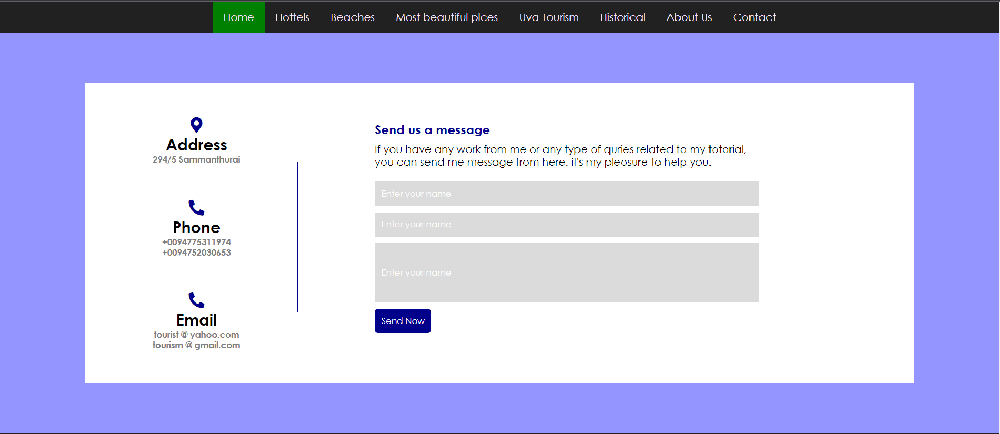 Home Hottels Beaches Most beautiful plces Uva Tourism Historical About Us Contact
Address
294/5 Sammanthurai
Phone
+0094775311974
+0094752030653
Email
tourist @ yahoo.com
tourism @ gmail.com
Send us a message
If you have any work from me or any type of quries related to my totorial,
you can send me message from here. it's my pleosure to help you.
Enter your name
Enter your name
Enter your name
Send Now